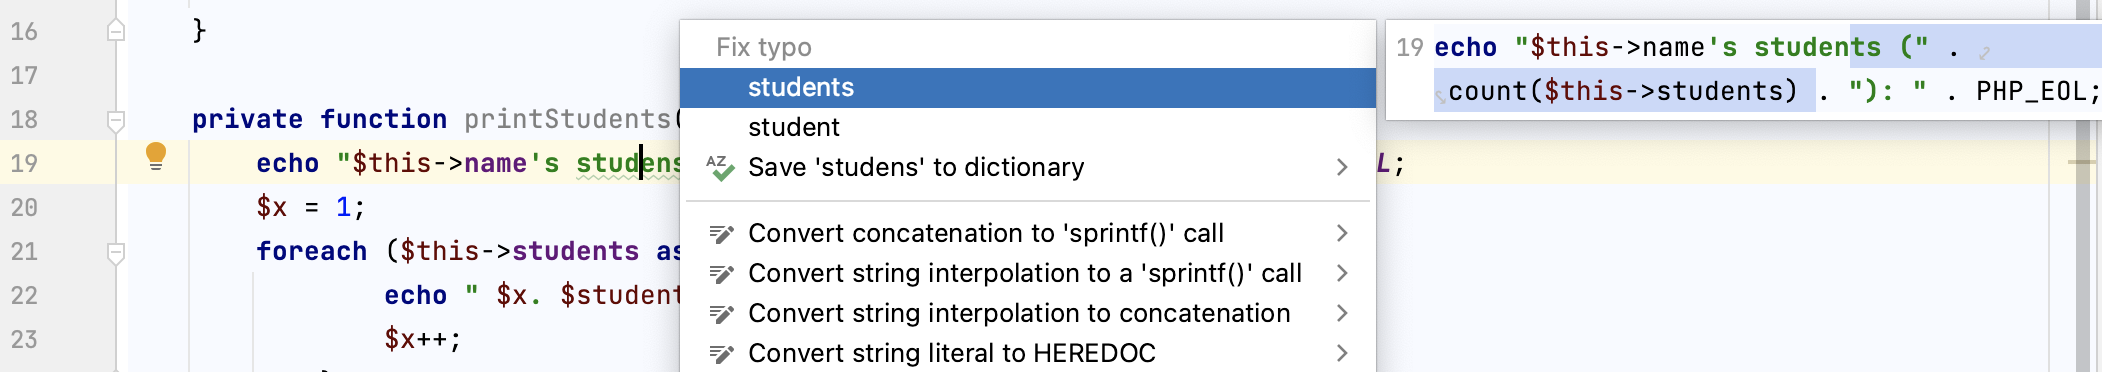 16 }
17
18 private function printStudents(
19 echo "$this->name's studens L;
20 $x = 1;
21 foreach ($this->students as
22 echo " $x. $student
23 $x++;
Fix typo
students
student
AZ Save 'studens' to dictionary
Convert concatenation to 'sprintf()' call
Convert string interpolation to a 'sprintf()' call
Convert string interpolation to concatenation
Convert string literal to HEREDOC
19 echo "$this->name's students (" .
count($this->students) . "): " . PHP_EOL;